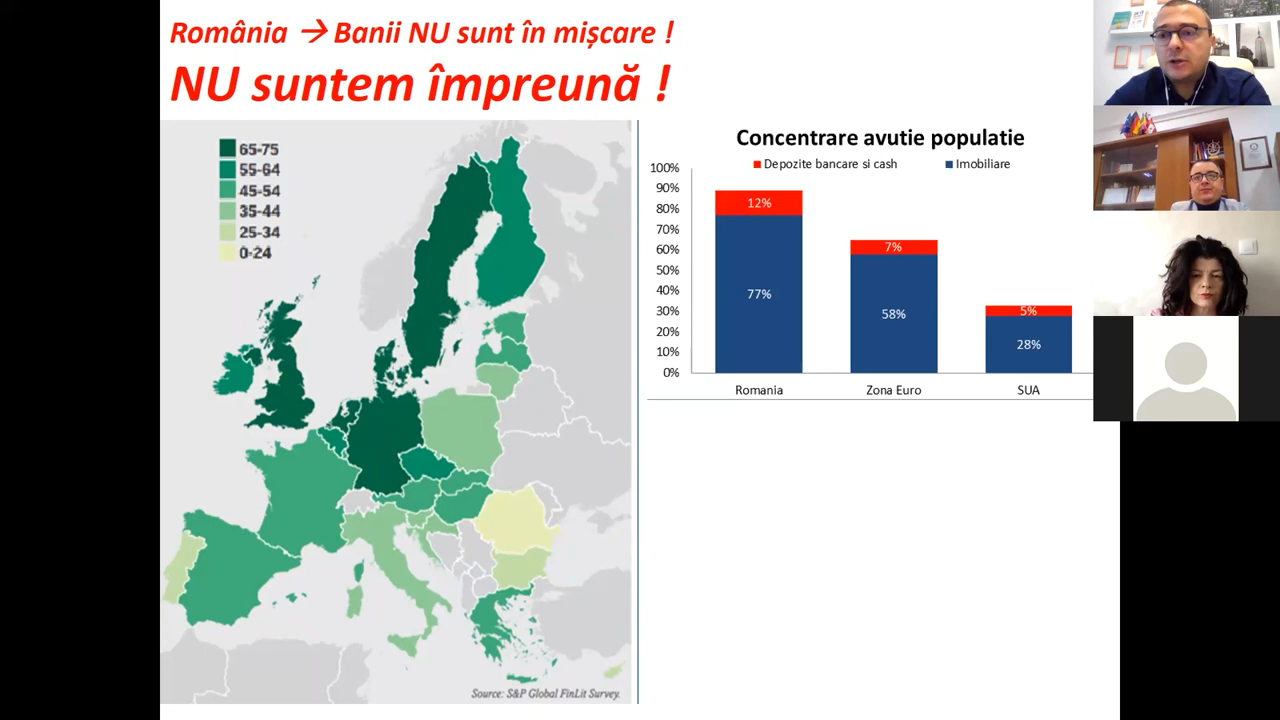 România → Banii NU sunt în mișcare !
NU suntem împreună !
65-75
55-64
45-54
35-44
25-34
0-24
Source: S&P Global FinLit Survey.
Concentrare avutie populatie
Depozite bancare si cash
Imobiliare
100%
90%
80%
70%
60%
50%
40%
30%
20%
10%
0%
12%
77%
7%
58%
5%
28%
Romania
Zona Euro
SUA